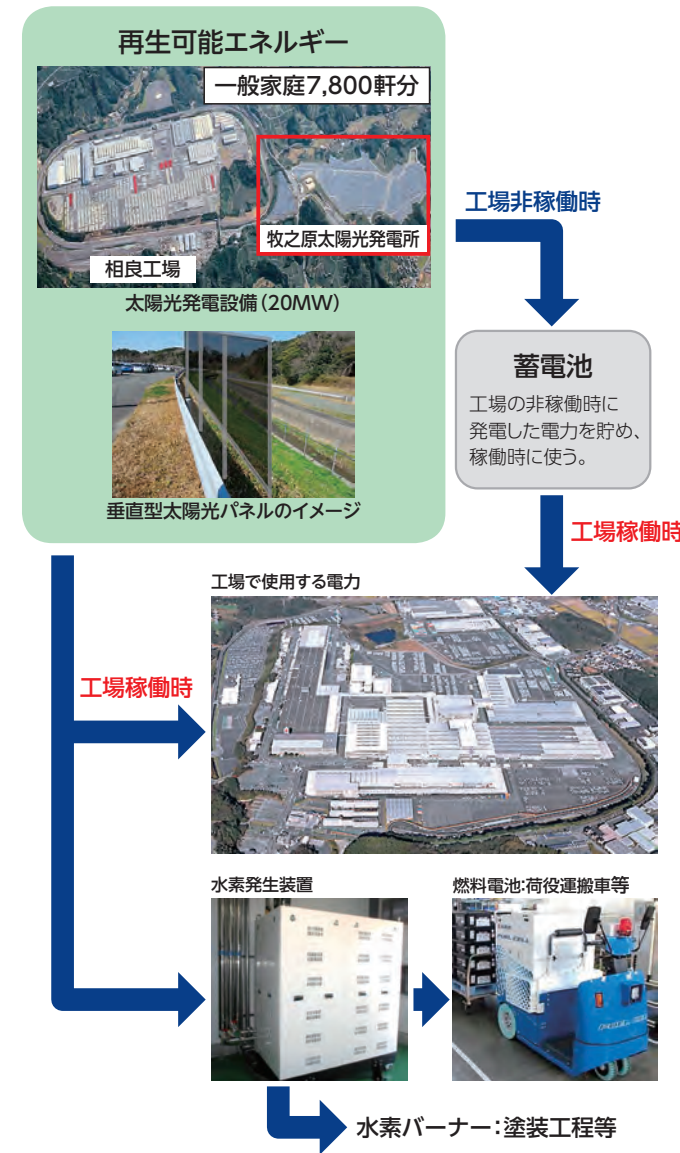 再生可能エネルギー
一般家庭7,800軒分
牧之原太陽光発電所
相良工場
太陽光発電設備(20MW)
垂直型太陽光パネルのイメージ
工場非稼働時
蓄電池
工場の非稼働時に
発電した電力を貯め、
稼働時に使う。
工場稼働時
工場で使用する電力
工場稼働時
水素発生装置
燃料電池:荷役運搬車等
水素バーナー:塗装工程等